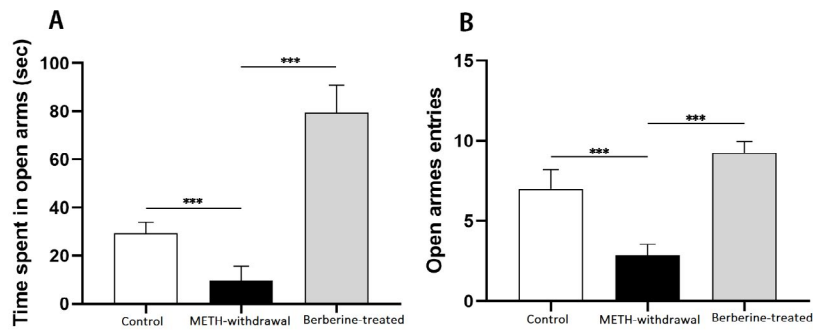 A
Time spent in open arms (sec)
100
80
60
40
20
0
***
***
Control
METH-withdrawal
Berberine-treated
B
Open armes entries
15
10
5
0
***
***
Control
METH-withdrawal
Berberine-treated